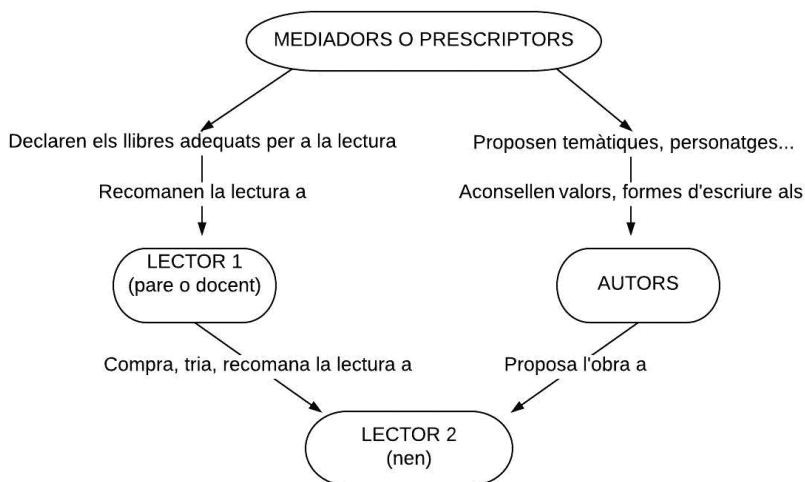 MEDIADORS O PRESCRIPTORS
Declaren els llibres adequats per a la lectura
Proposen temàtiques, personatges...
Recomanen la lectura a
Aconsellen valors, formes d'escriure als
LECTOR 1
(pare o docent)
AUTORS
Compra, tria, recomana la lectura a
Proposa l'obra a
LECTOR 2
(nen)